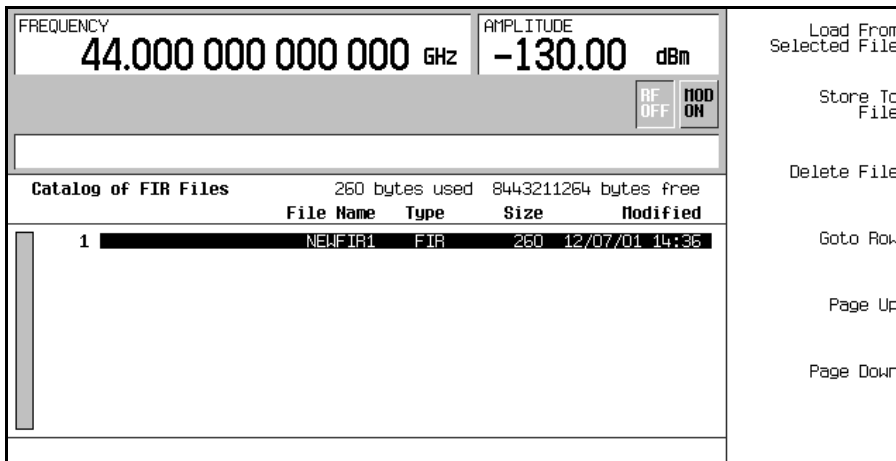 FREQUENCY
44.000 000 000 000 GHz
AMPLITUDE
-130.00 dBm
RF OFF
MOD ON
Catalog of FIR Files 260 bytes used 8443211264 bytes free
File Name Type Size Modified
1 NEWFIR1 FIR 260 12/07/01 14:36
Load From
Selected File
Store To
File
Delete File
Goto Row
Page Up
Page Down